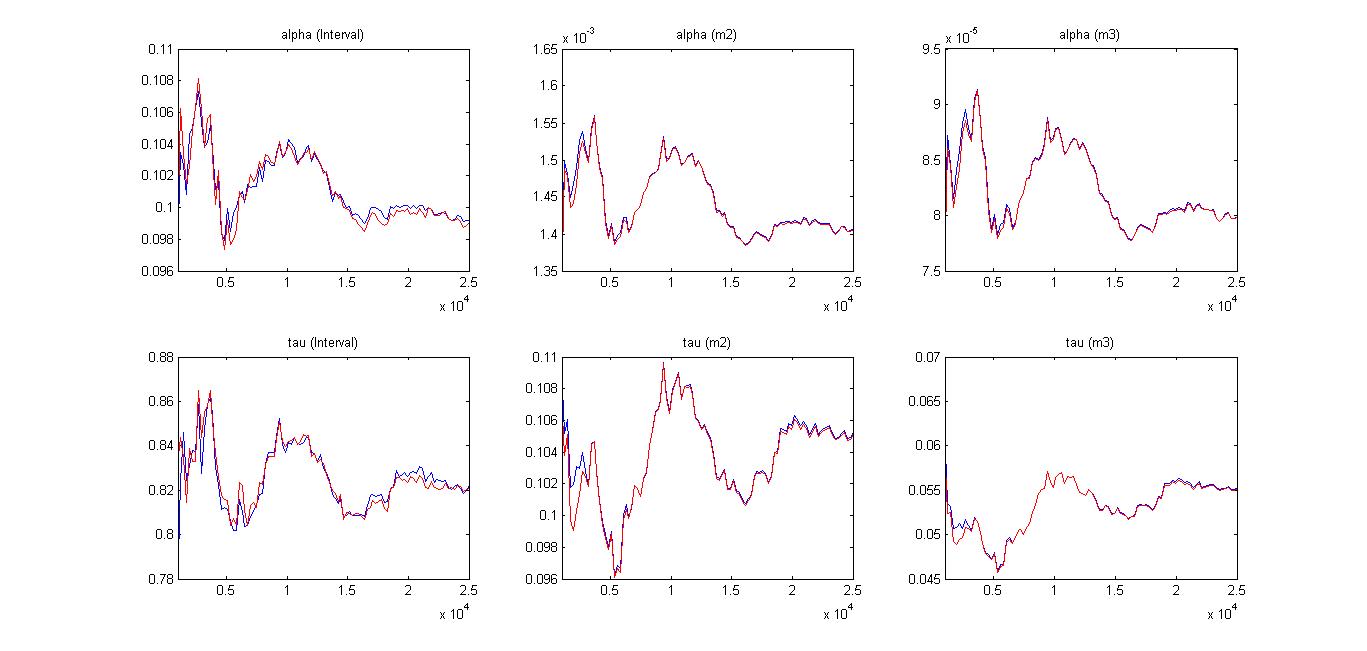 alpha (Interval)
0.11
0.108
0.106
0.104
0.102
0.1
0.098
0.096
0.5 1 1.5 2 2.5
x 10^4
x 10^-3 alpha (m2)
1.65
1.6
1.55
1.5
1.45
1.4
1.35
0.5 1 1.5 2 2.5
x 10^4
x 10^-5 alpha (m3)
9.5
9
8.5
8
7.5
0.5 1 1.5 2 2.5
x 10^4
tau (Interval)
0.88
0.86
0.84
0.82
0.8
0.78
0.5 1 1.5 2 2.5
x 10^4
tau (m2)
0.11
0.108
0.106
0.104
0.102
0.1
0.098
0.096
0.5 1 1.5 2 2.5
x 10^4
tau (m3)
0.07
0.065
0.06
0.055
0.05
0.045
0.5 1 1.5 2 2.5
x 10^4